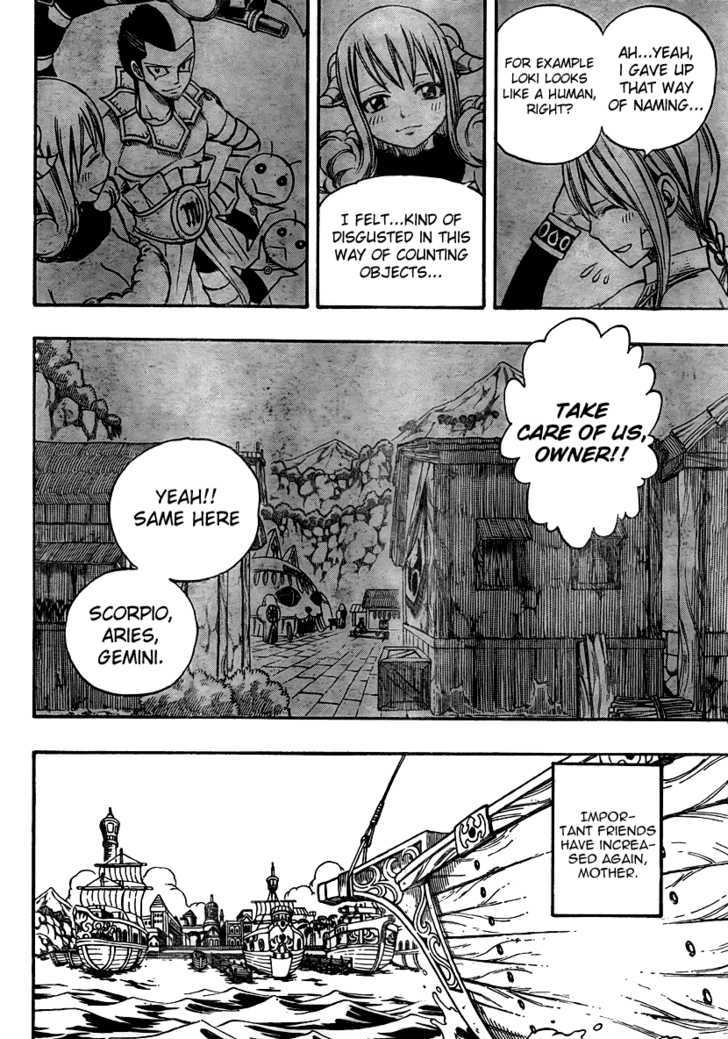 AH...YEAH,
I GAVE UP
THAT WAY
OF NAMING...
FOR EXAMPLE
LOKI LOOKS
LIKE A HUMAN,
RIGHT?
I FELT...KIND OF
DISGUSTED IN THIS
WAY OF COUNTING
OBJECTS...
TAKE
CARE OF US,
OWNER!!
YEAH!!
SAME HERE
SCORPIO,
ARIES,
GEMINI.
IMPOR-
TANT FRIENDS
HAVE INCREA-
SED AGAIN,
MOTHER.